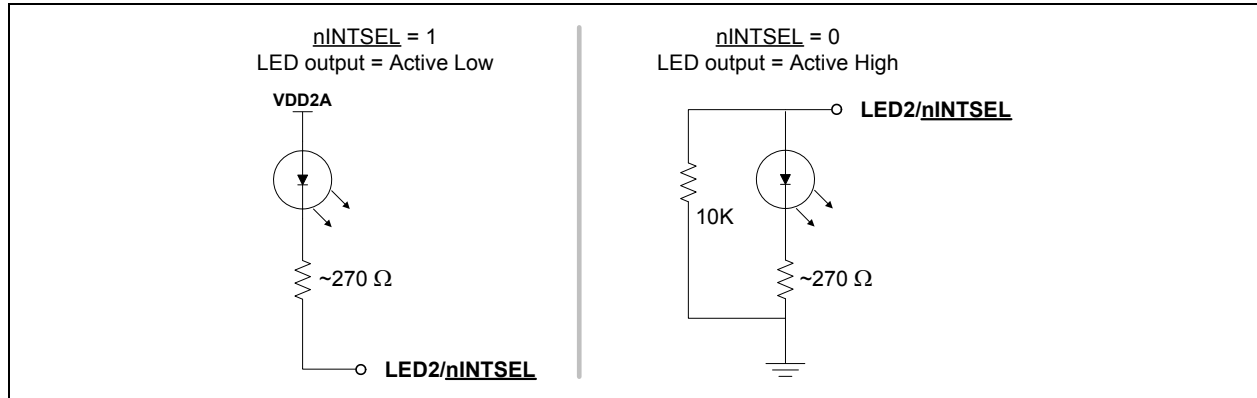 nINTSEL = 1
LED output = Active Low
VDD2A
~270 Ω
LED2/nINTSEL
nINTSEL = 0
LED output = Active High
LED2/nINTSEL
10K
~270 Ω